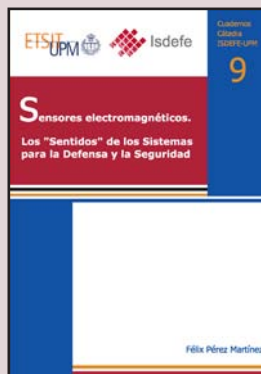 ETSIT
UPM
Isdefe
Cuadernos
Cátedra
ISDEFE-UPM
9
Sensores electromagnéticos.
Los "Sentidos" de los Sistemas
para la Defensa y la Seguridad
Félix Pérez Martínez